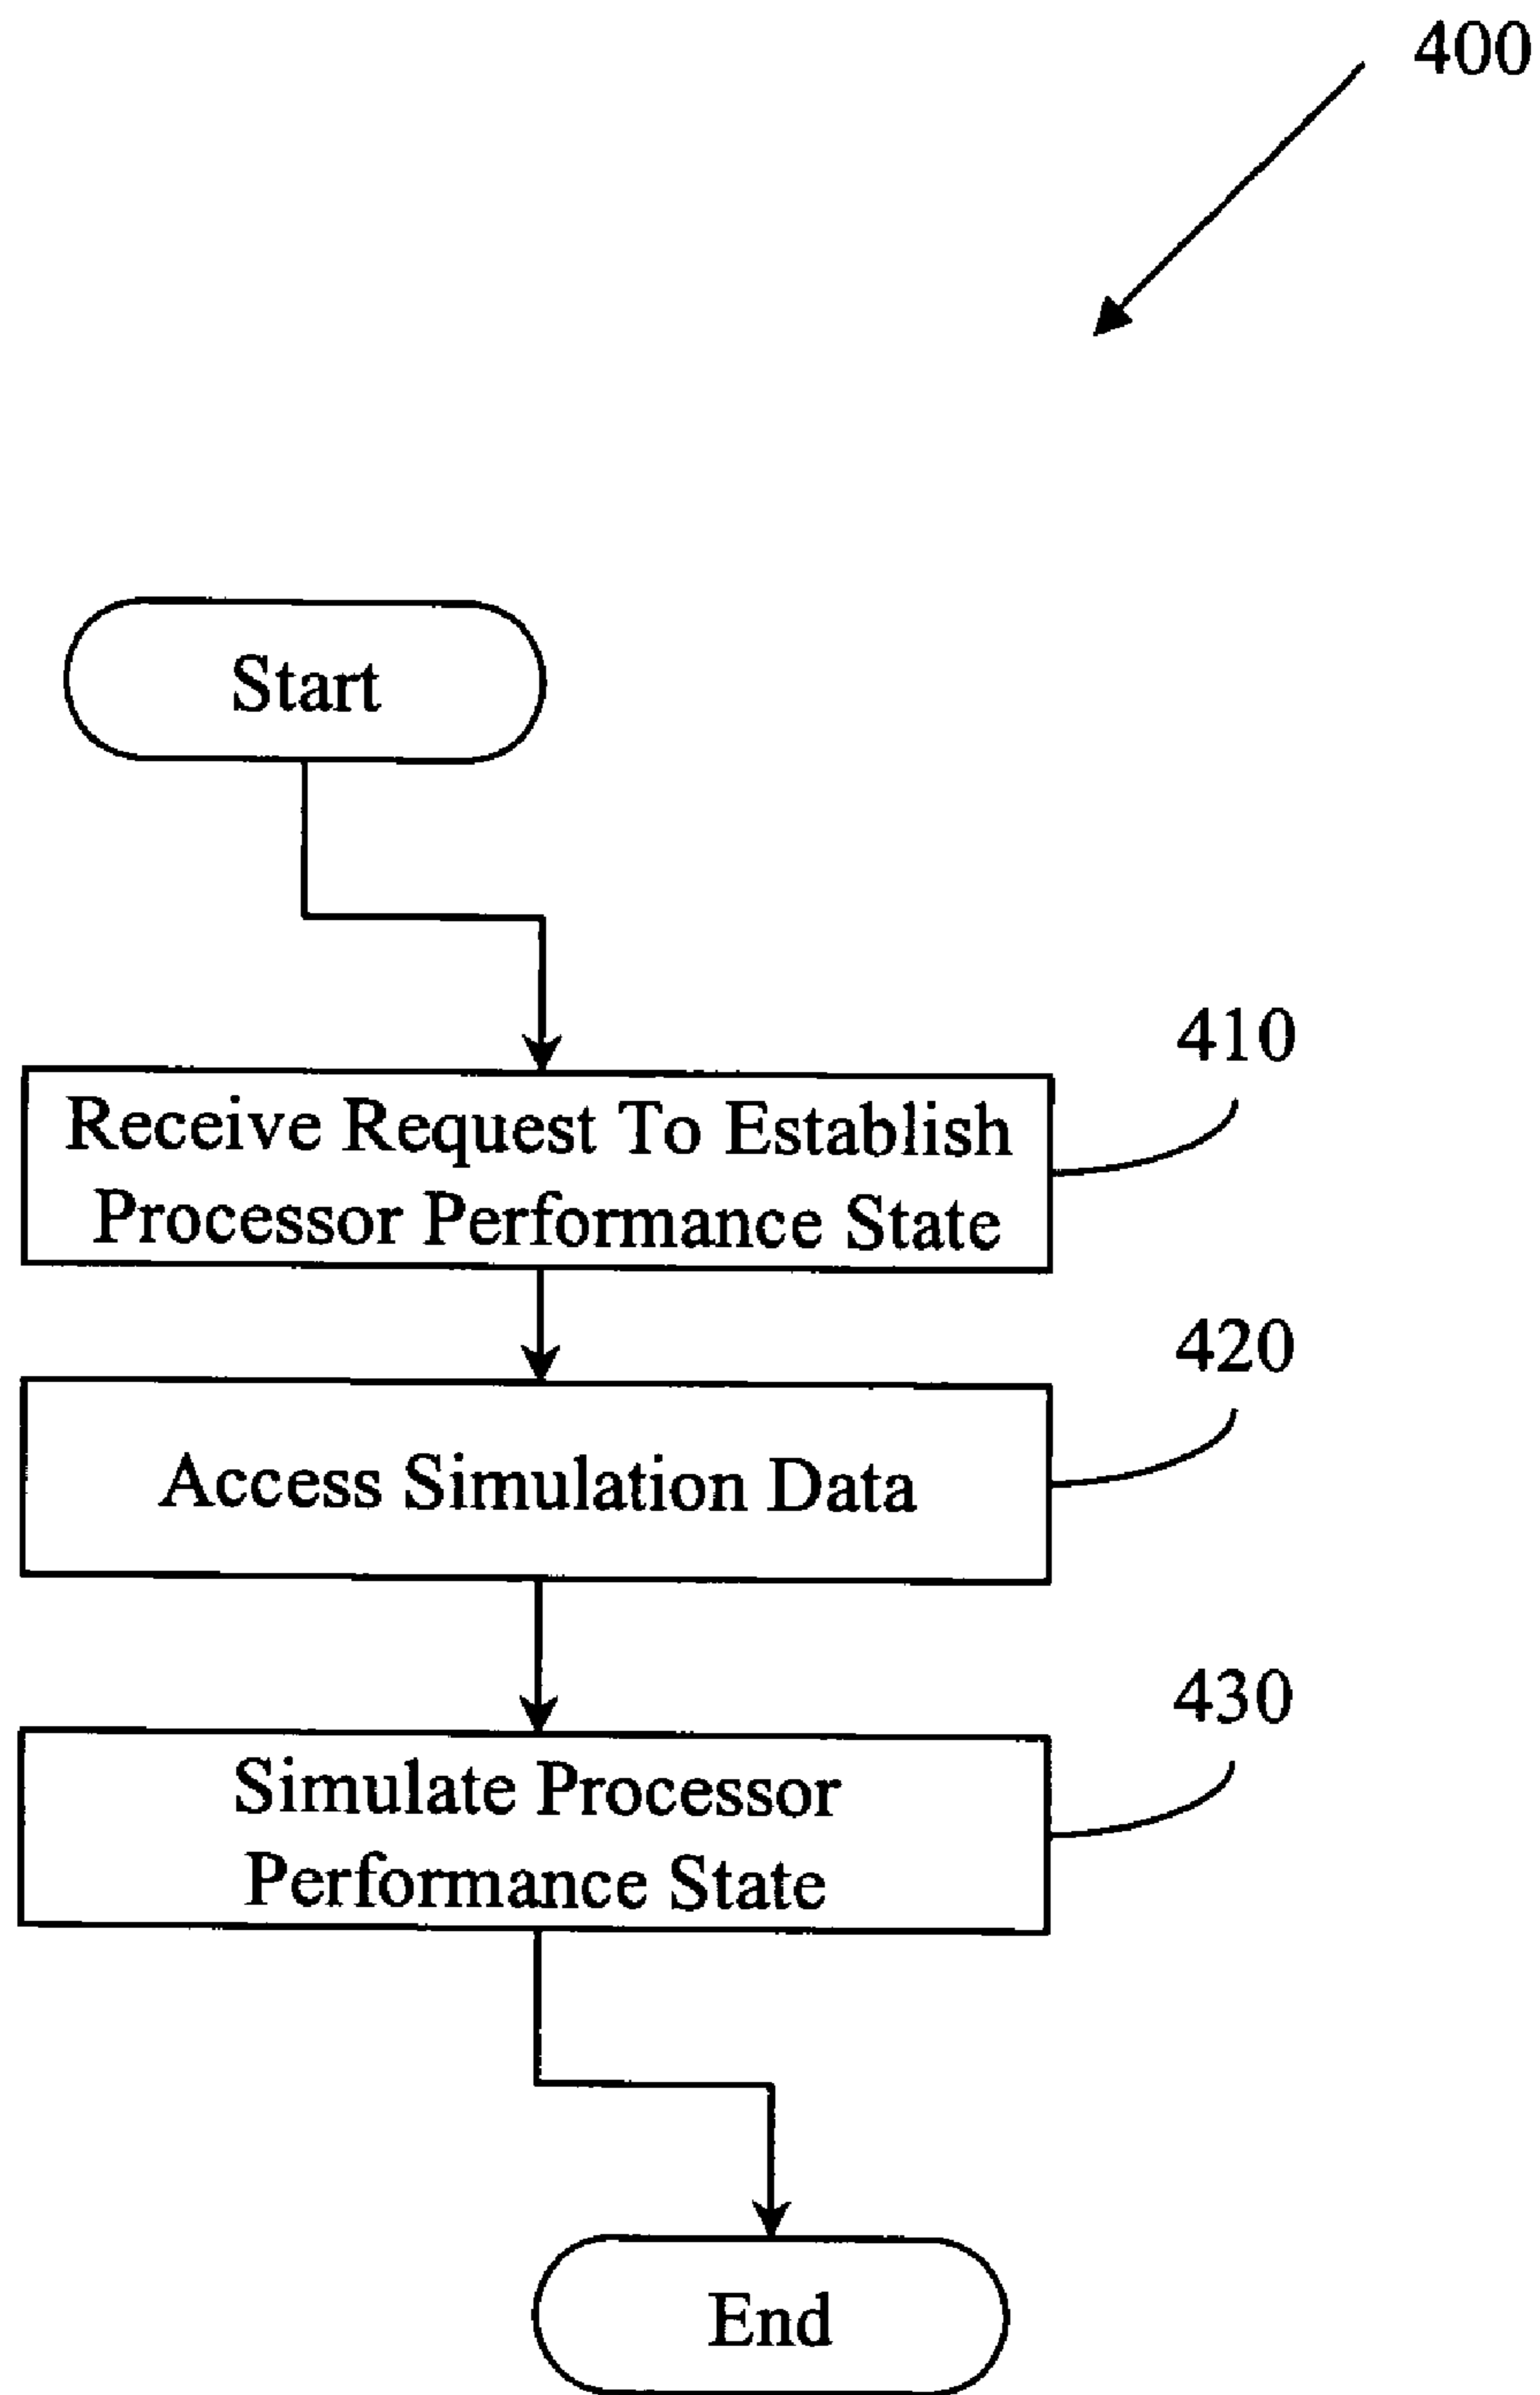 400
Start
410
Receive Request To Establish
Processor Performance State
420
Access Simulation Data
430
Simulate Processor
Performance State
End